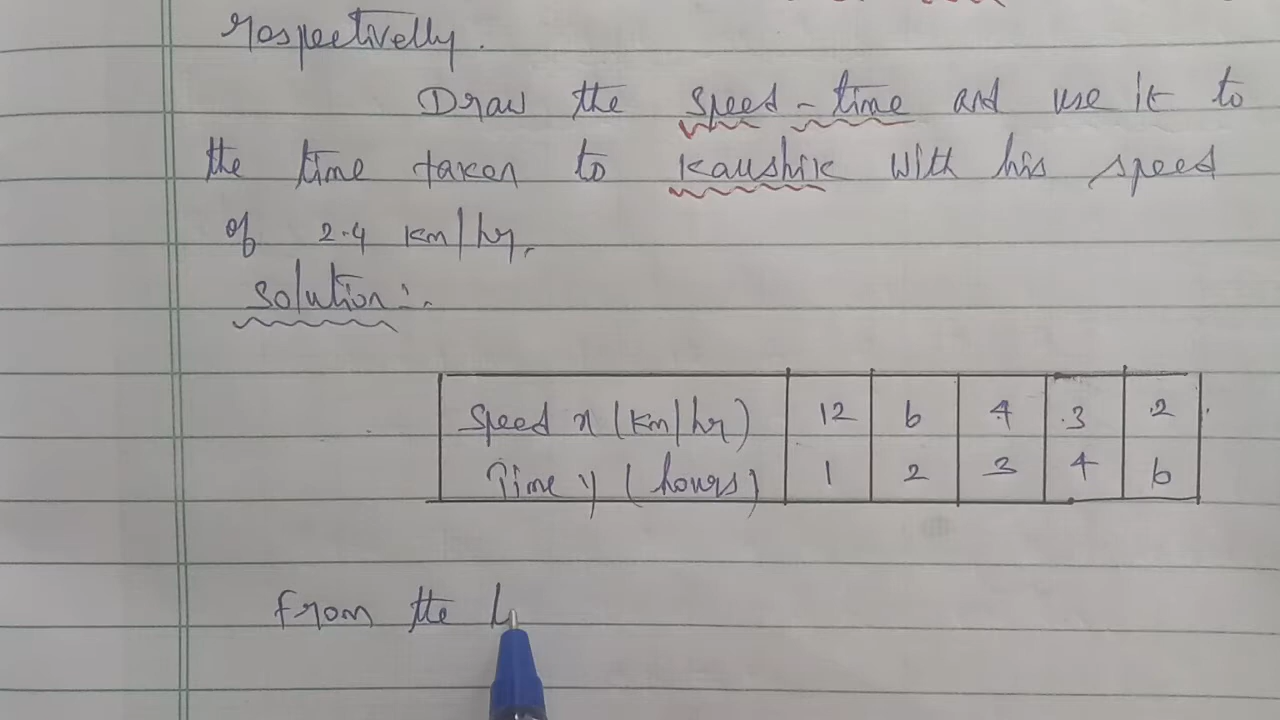 respectivelly.
Draw the speed-time and use it to
the time taken to kaushik with his speed
of 2.4 km/hr.
Solution:-
Speed x (km/hr) 12 6 4 3 2
Time y (hours) 1 2 3 4 6
From the